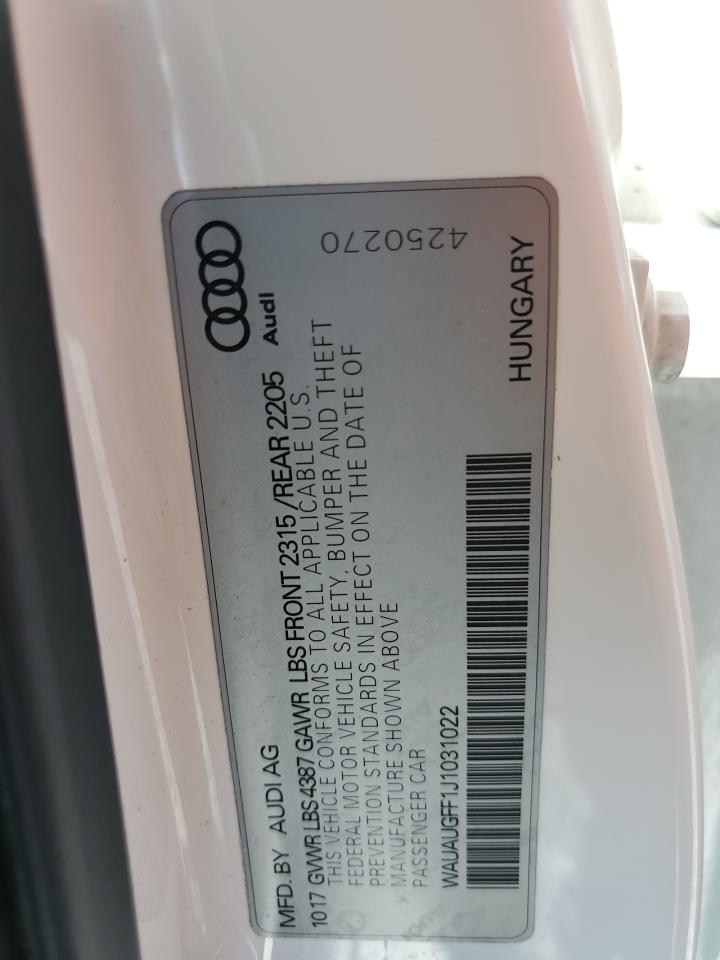 MFD. BY AUDI AG
Audi
1017 GVWR LBS 4387 GAWR LBS FRONT 2315 /REAR 2205
THIS VEHICLE CONFORMS TO ALL APPLICABLE U.S.
FEDERAL MOTOR VEHICLE SAFETY, BUMPER AND THEFT
PREVENTION STANDARDS IN EFFECT ON THE DATE OF
MANUFACTURE SHOWN ABOVE
PASSENGER CAR
4250270
WAUAUGFF1J1031022
HUNGARY